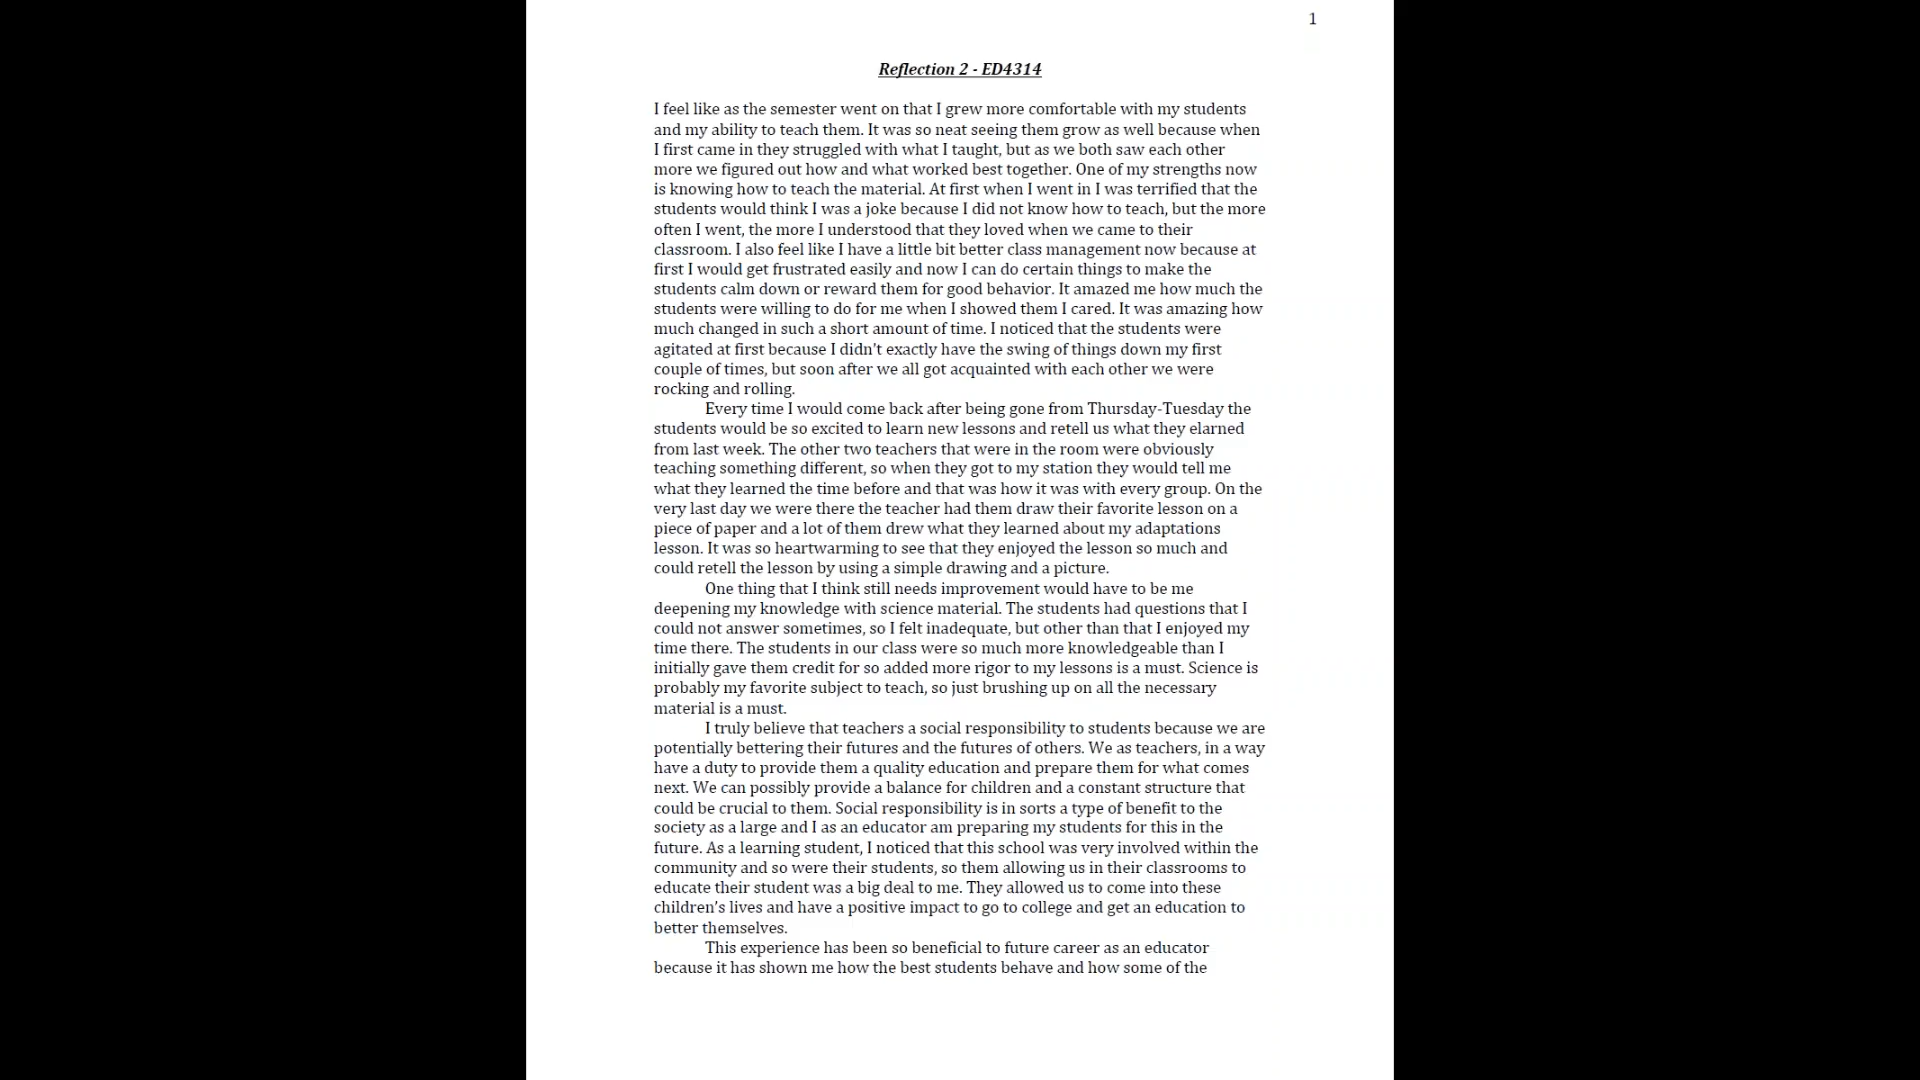 1
Reflection 2 - ED4314
I feel like as the semester went on that I grew more comfortable with my students
and my ability to teach them. It was so neat seeing them grow as well because when
I first came in they struggled with what I taught, but as we both saw each other
more we figured out how and what worked best together. One of my strengths now
is knowing how to teach the material. At first when I went in I was terrified that the
students would think I was a joke because I did not know how to teach, but the more
often I went, the more I understood that they loved when we came to their
classroom. I also feel like I have a little bit better class management now because at
first I would get frustrated easily and now I can do certain things to make the
students calm down or reward them for good behavior. It amazed me how much the
students were willing to do for me when I showed them I cared. It was amazing how
much changed in such a short amount of time. I noticed that the students were
agitated at first because I didn’t exactly have the swing of things down my first
couple of times, but soon after we all got acquainted with each other we were
rocking and rolling.
Every time I would come back after being gone from Thursday-Tuesday the
students would be so excited to learn new lessons and retell us what they elarned
from last week. The other two teachers that were in the room were obviously
teaching something different, so when they got to my station they would tell me
what they learned the time before and that was how it was with every group. On the
very last day we were there the teacher had them draw their favorite lesson on a
piece of paper and a lot of them drew what they learned about my adaptations
lesson. It was so heartwarming to see that they enjoyed the lesson so much and
could retell the lesson by using a simple drawing and a picture.
One thing that I think still needs improvement would have to be me
deepening my knowledge with science material. The students had questions that I
could not answer sometimes, so I felt inadequate, but other than that I enjoyed my
time there. The students in our class were so much more knowledgeable than I
initially gave them credit for so added more rigor to my lessons is a must. Science is
probably my favorite subject to teach, so just brushing up on all the necessary
material is a must.
I truly believe that teachers a social responsibility to students because we are
potentially bettering their futures and the futures of others. We as teachers, in a way
have a duty to provide them a quality education and prepare them for what comes
next. We can possibly provide a balance for children and a constant structure that
could be crucial to them. Social responsibility is in sorts a type of benefit to the
society as a large and I as an educator am preparing my students for this in the
future. As a learning student, I noticed that this school was very involved within the
community and so were their students, so them allowing us in their classrooms to
educate their student was a big deal to me. They allowed us to come into these
children’s lives and have a positive impact to go to college and get an education to
better themselves.
This experience has been so beneficial to future career as an educator
because it has shown me how the best students behave and how some of the